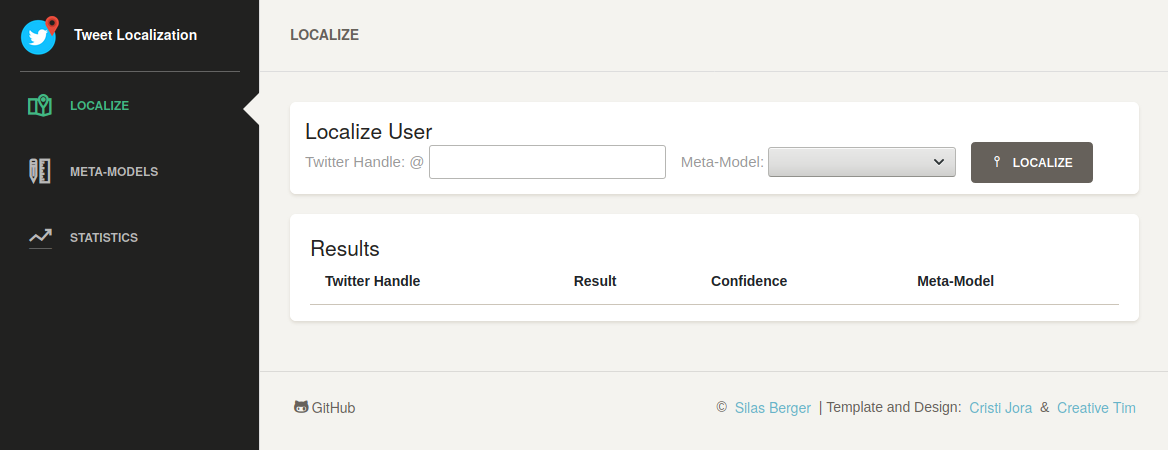 Tweet Localization
LOCALIZE
META-MODELS
STATISTICS
LOCALIZE
Localize User
Twitter Handle: @ Meta-Model: LOCALIZE
Results
Twitter Handle Result Confidence Meta-Model
GitHub © Silas Berger | Template and Design: Cristi Jora & Creative Tim